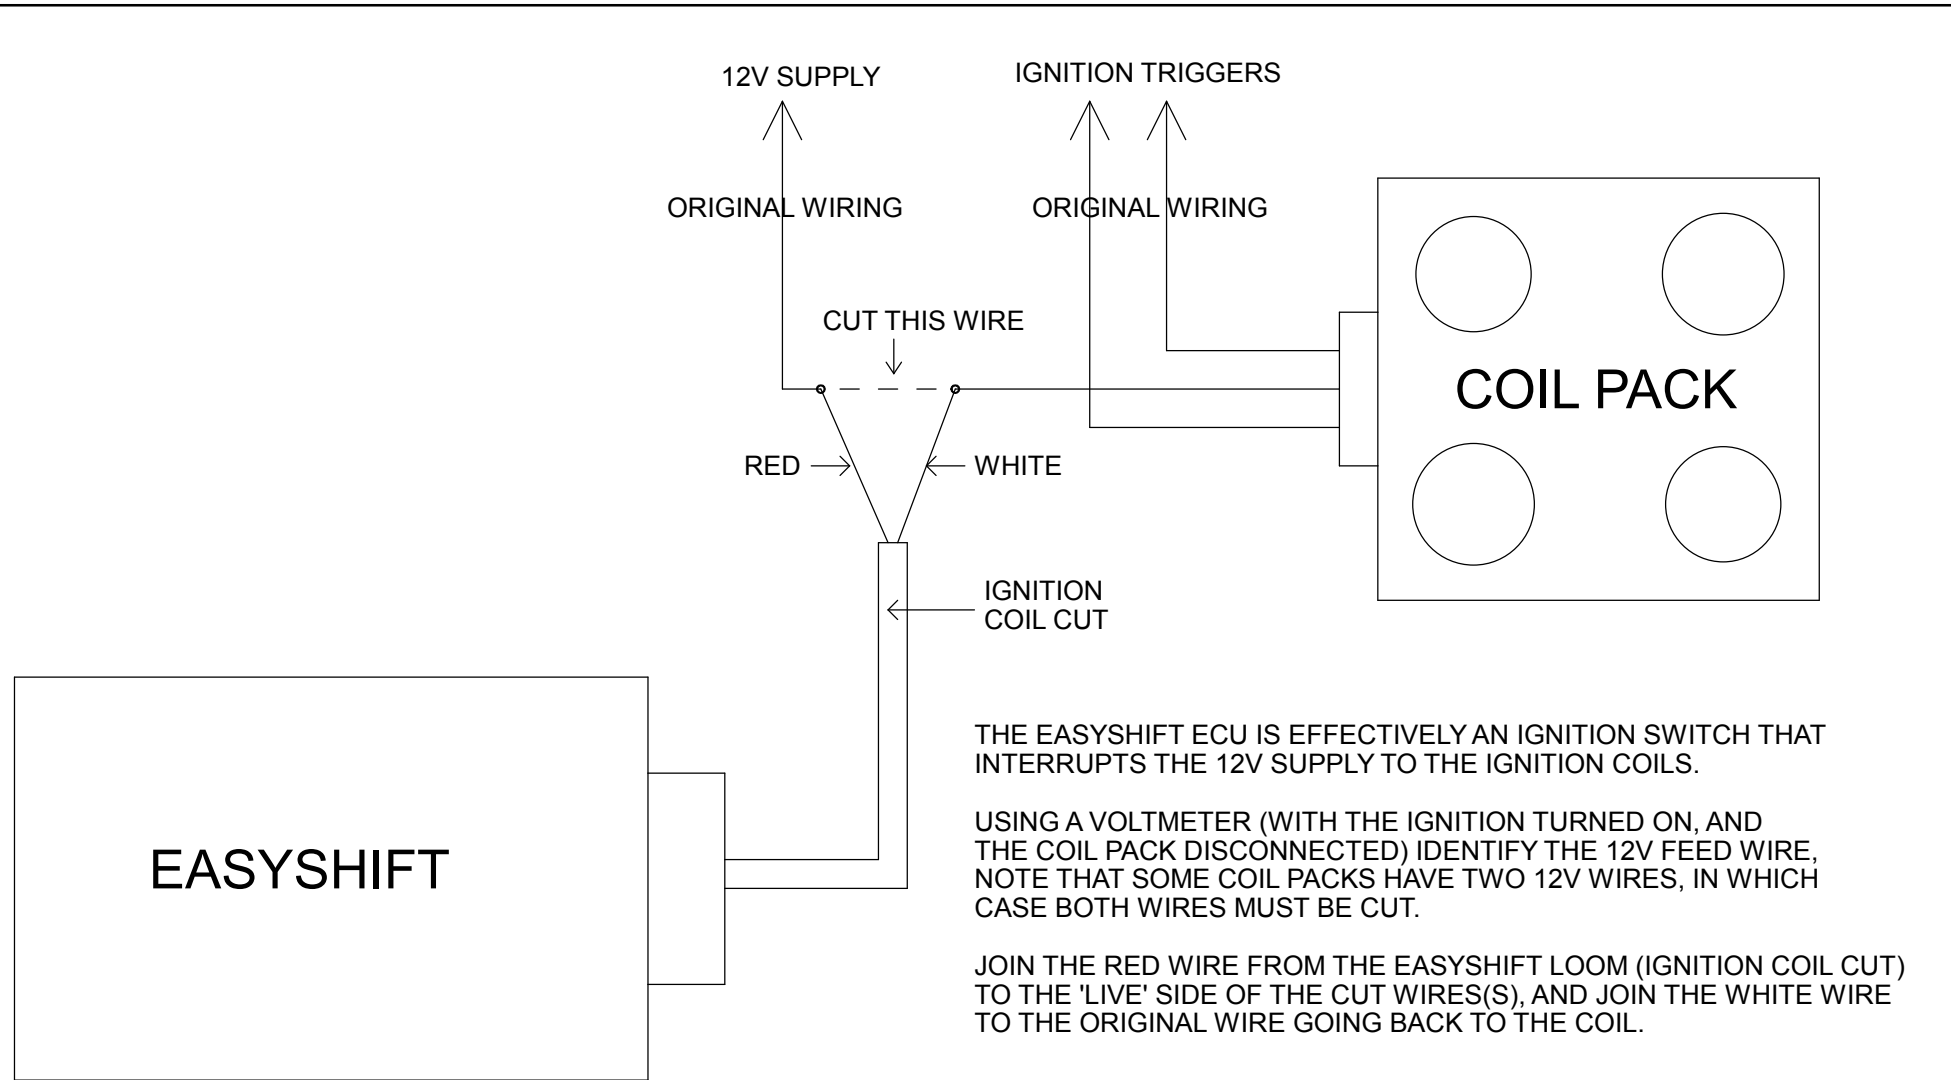 12V SUPPLY
IGNITION TRIGGERS
ORIGINAL WIRING
ORIGINAL WIRING
CUT THIS WIRE
COIL PACK
RED
WHITE
IGNITION
COIL CUT
EASYSHIFT
THE EASYSHIFT ECU IS EFFECTIVELY AN IGNITION SWITCH THAT
INTERRUPTS THE 12V SUPPLY TO THE IGNITION COILS.
USING A VOLTMETER (WITH THE IGNITION TURNED ON, AND
THE COIL PACK DISCONNECTED) IDENTIFY THE 12V FEED WIRE,
NOTE THAT SOME COIL PACKS HAVE TWO 12V WIRES, IN WHICH
CASE BOTH WIRES MUST BE CUT.
JOIN THE RED WIRE FROM THE EASYSHIFT LOOM (IGNITION COIL CUT)
TO THE 'LIVE' SIDE OF THE CUT WIRES(S), AND JOIN THE WHITE WIRE
TO THE ORIGINAL WIRE GOING BACK TO THE COIL.